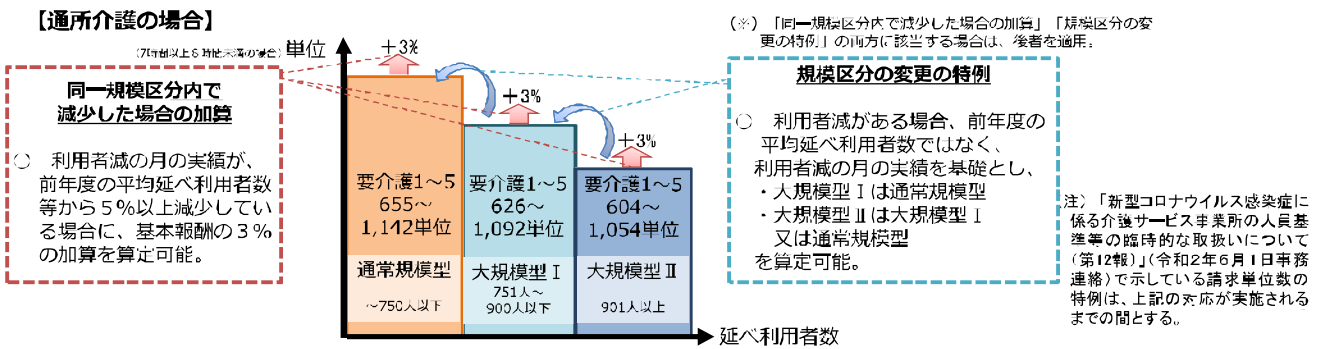 【通所介護の場合】
(7時間以上8時間未満の場合)
単位
同一規模区分内で
減少した場合の加算
○ 利用者減の月の実績が、
前年度の平均延べ利用者数
等から5%以上減少してい
る場合に、基本報酬の3%
の加算を算定可能。
+3%
+3%
+3%
要介護1~5
655~
1,142単位
通常規模型
~750人以下
要介護1~5
626~
1,092単位
大規模型Ⅰ
751人~
900人以下
要介護1~5
604~
1,054単位
大規模型Ⅱ
901人以上
延べ利用者数
(※)「同一規模区分内で減少した場合の加算」「規模区分の変
更の特例」の両方に該当する場合は、後者を適用。
規模区分の変更の特例
○ 利用者減がある場合、前年度の
平均延べ利用者数ではなく、
利用者減の月の実績を基礎とし、
・大規模型Ⅰは通常規模型
・大規模型Ⅱは大規模型Ⅰ
又は通常規模型
を算定可能。
注)「新型コロナウイルス感染症に
係る介護サービス事業所の人員基
準等の臨時的な取扱いについて
(第12報)」(令和2年6月1日事務
連絡)で示している請求単位数の
特例は、上記の対応が実施される
までの間とする。